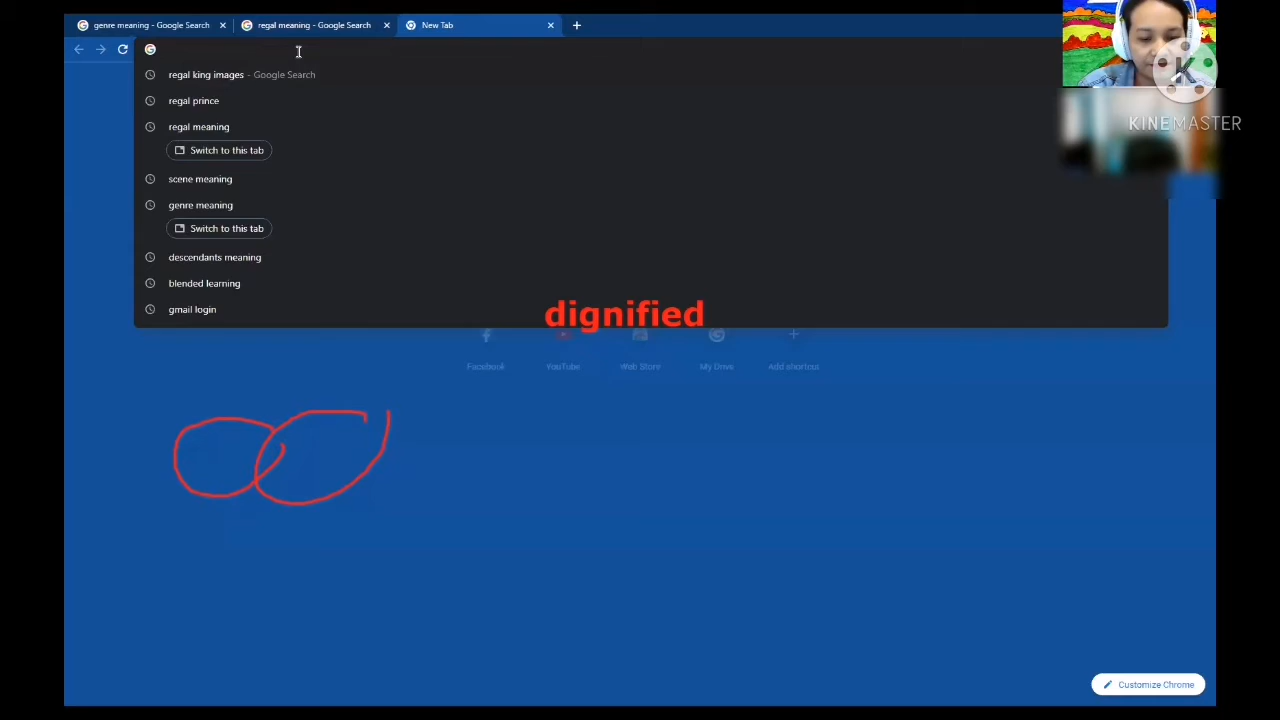 genre meaning - Google Search
regal meaning - Google Search
New Tab
regal king images - Google Search
regal prince
regal meaning
Switch to this tab
scene meaning
genre meaning
Switch to this tab
descendants meaning
blended learning
gmail login
dignified
Facebook
YouTube
Web Store
My Drive
Add shortcut
Customize Chrome
K
KINEMASTER